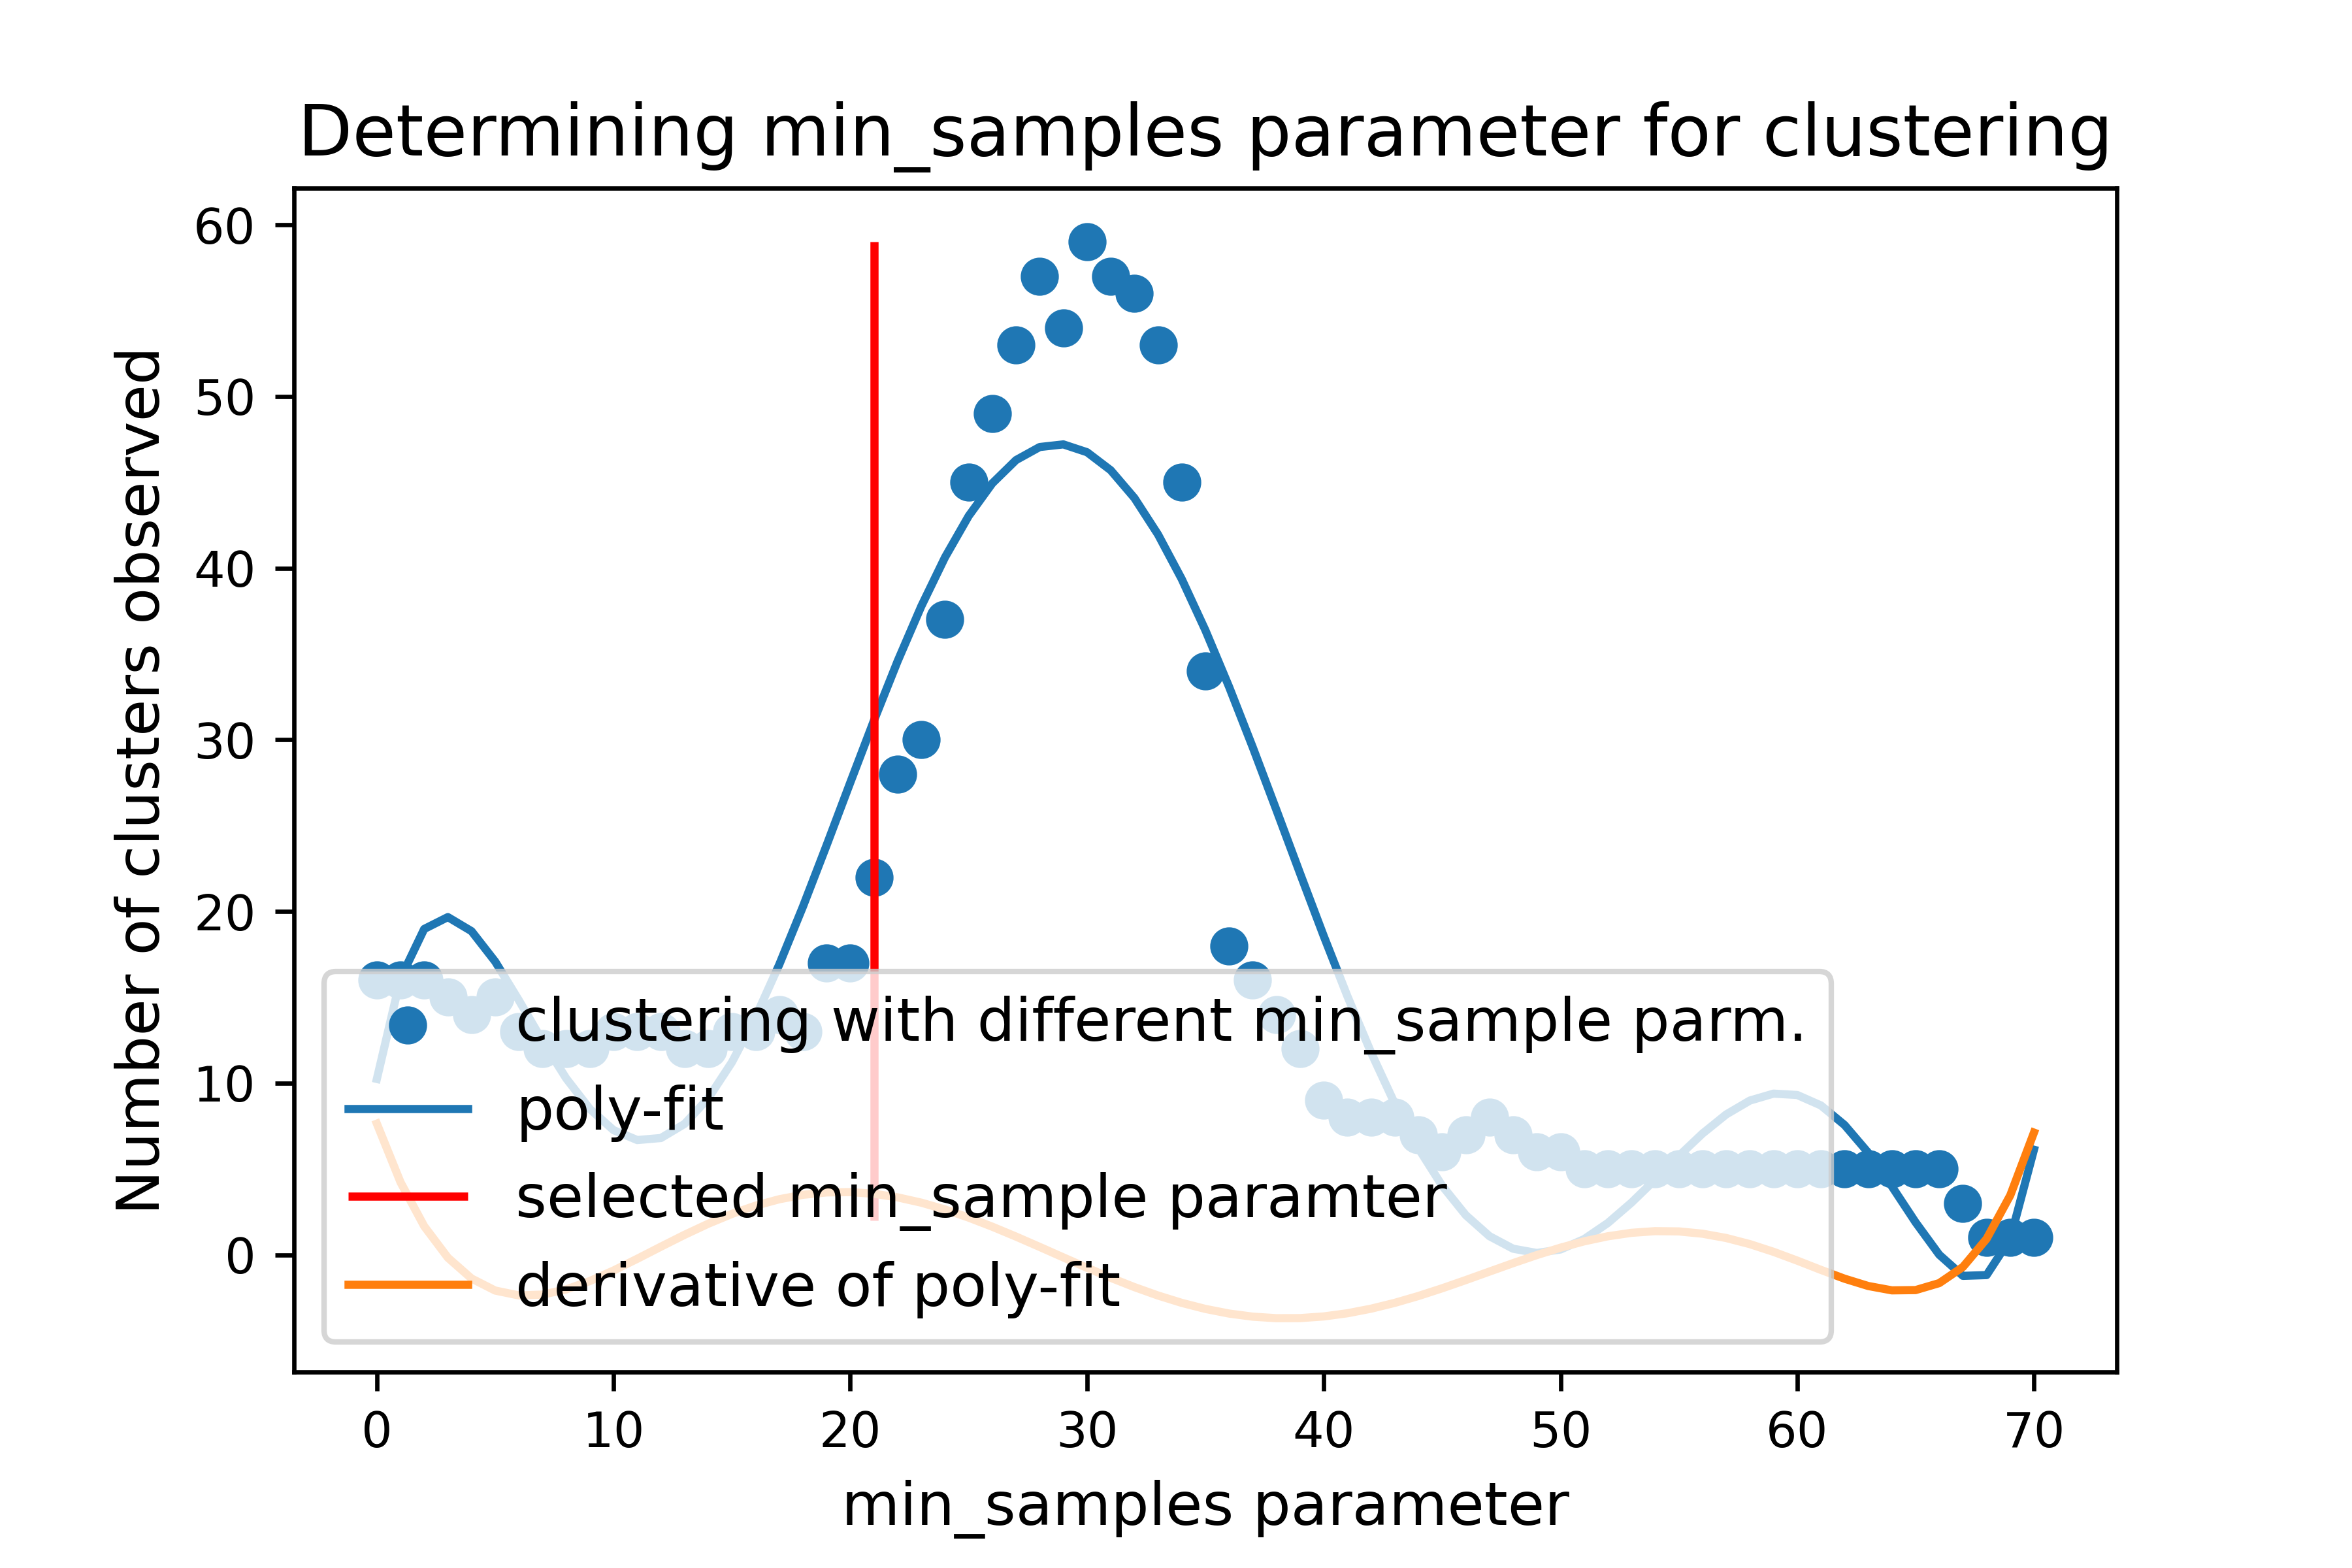 Determining min_samples parameter for clustering
Number of clusters observed
60
50
40
30
20
10
0
clustering with different min_sample parm.
poly-fit
selected min_sample paramter
derivative of poly-fit
0 10 20 30 40 50 60 70
min_samples parameter